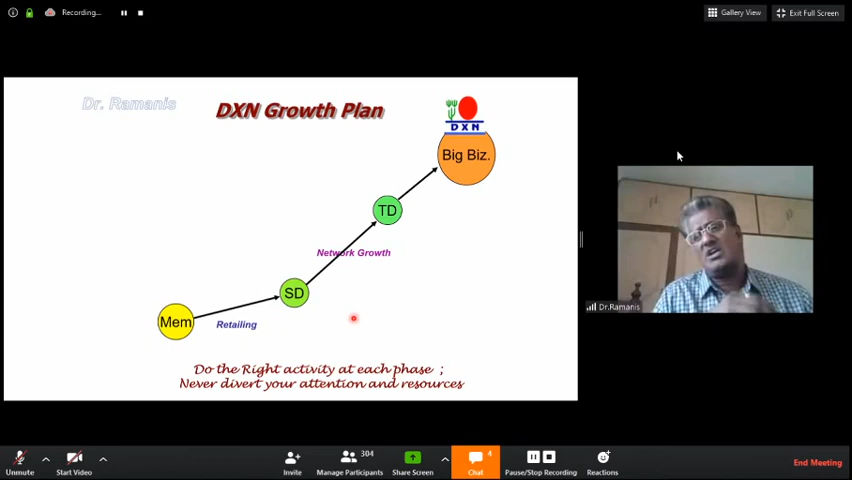 Recording...
Gallery View
Exit Full Screen
Dr. Ramanis
DXN Growth Plan
DXN
Big Biz.
TD
Network Growth
SD
Mem
Retailing
Do the Right activity at each phase ;
Never divert your attention and resources
Dr.Ramanis
Unmute
Start Video
Invite
304
Manage Participants
Share Screen
4
Chat
Pause/Stop Recording
Reactions
End Meeting